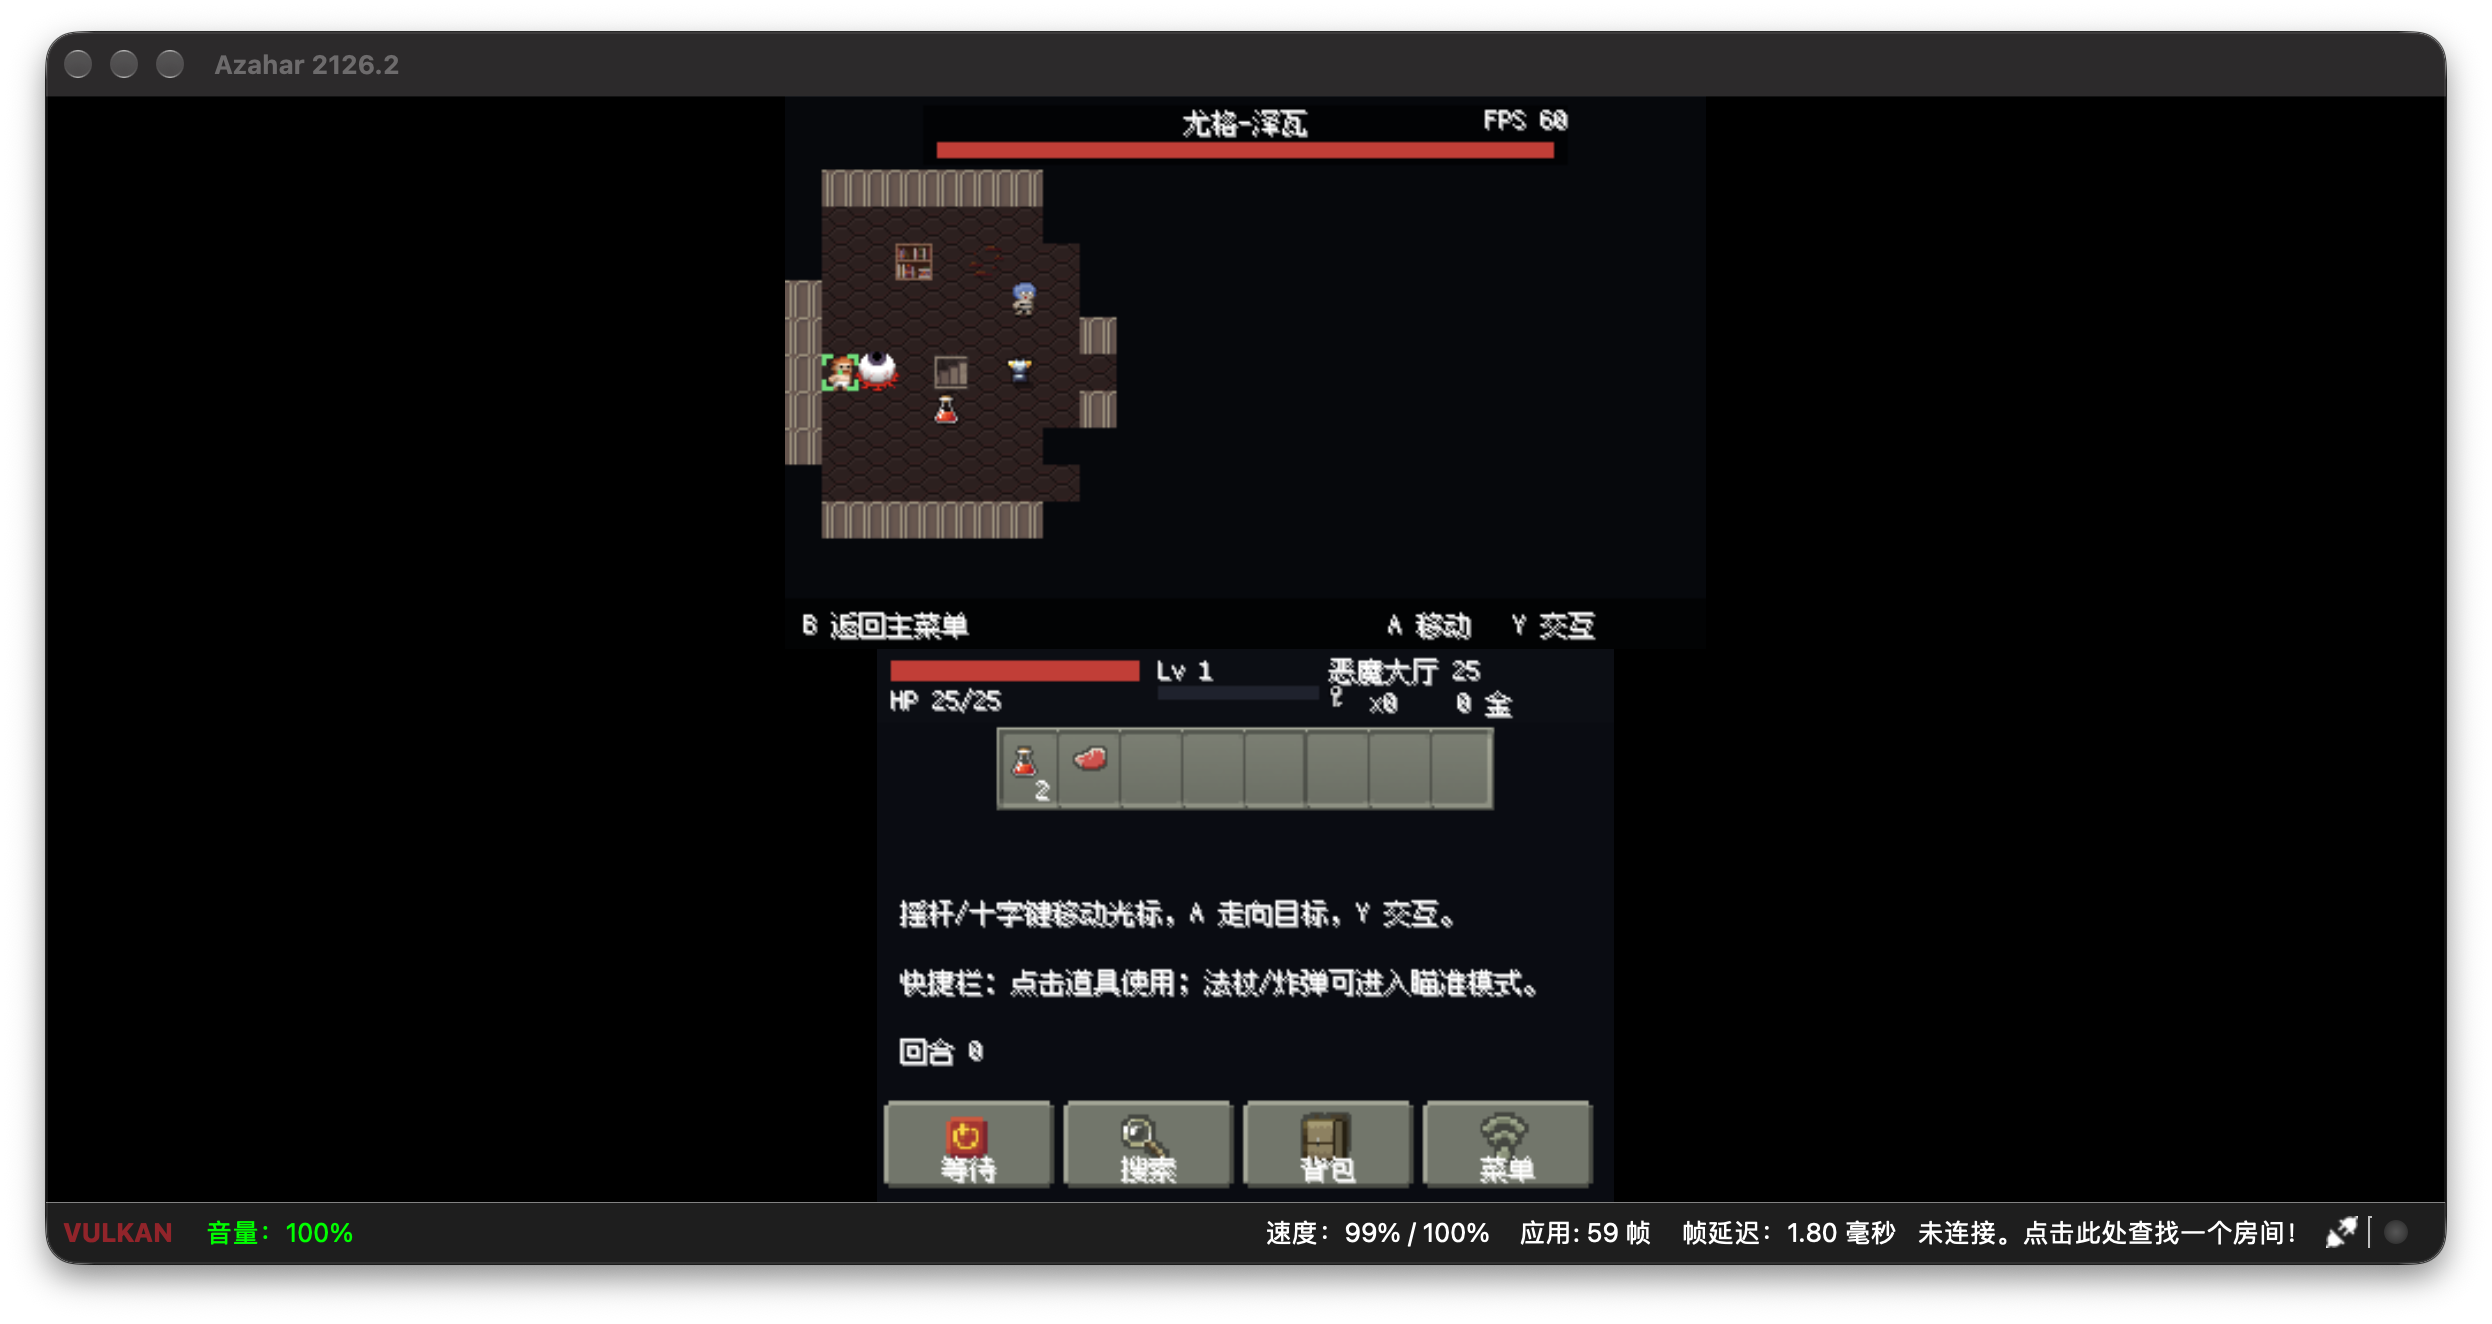 Azahar 2126.2
尤格-泽瓦
FPS 60
B 返回主菜单
A 移动 Y 交互
Lv 1
恶魔大厅 25
HP 25/25
x0
0 金
2
摇杆/十字键移动光标，A 走向目标，Y 交互。
快捷栏：点击道具使用；法杖/炸弹可进入瞄准模式。
回合 0
等待
搜索
背包
菜单
VULKAN 音量：100%
速度：99% / 100% 应用: 59 帧 帧延迟：1.80 毫秒 未连接。点击此处查找一个房间！